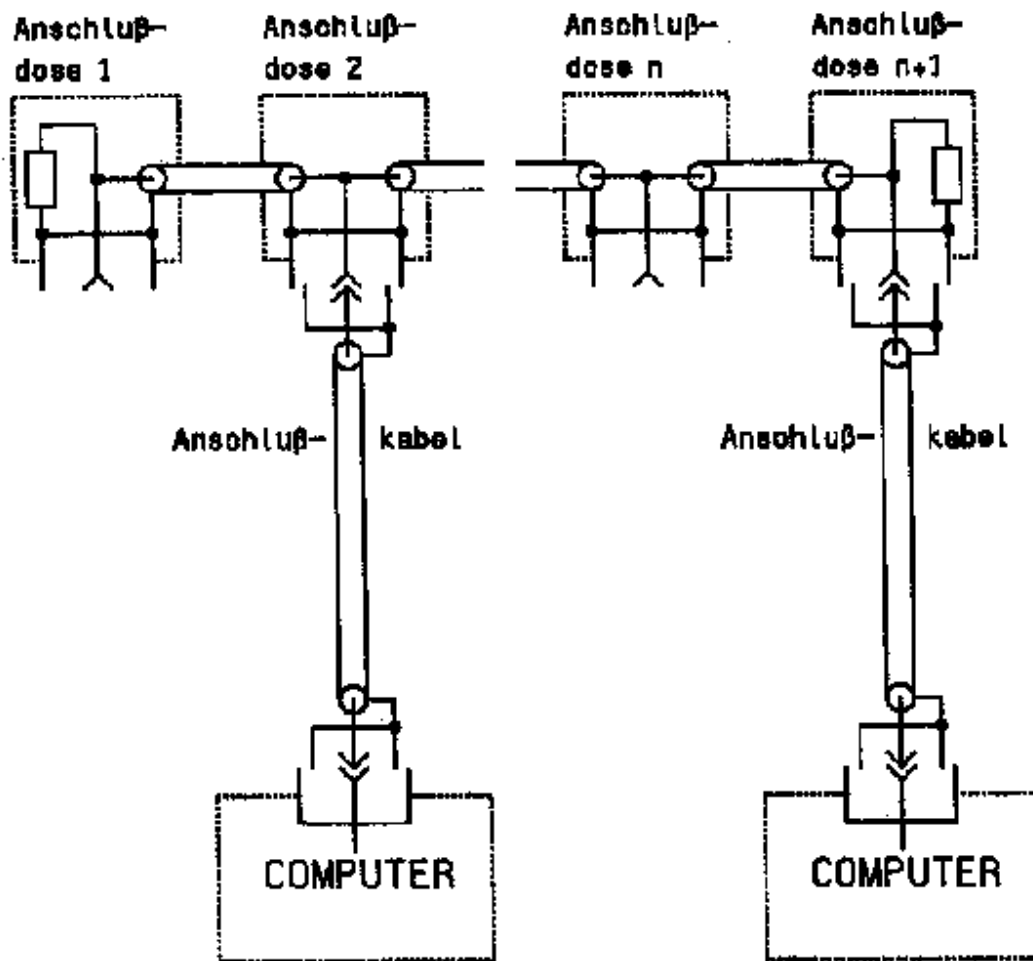 Anschluß-
dose 1
Anschluß-
dose 2
Anschluß-
dose n
Anschluß-
dose n+1
Anschluß- kabel
Anschluß- kabel
COMPUTER
COMPUTER